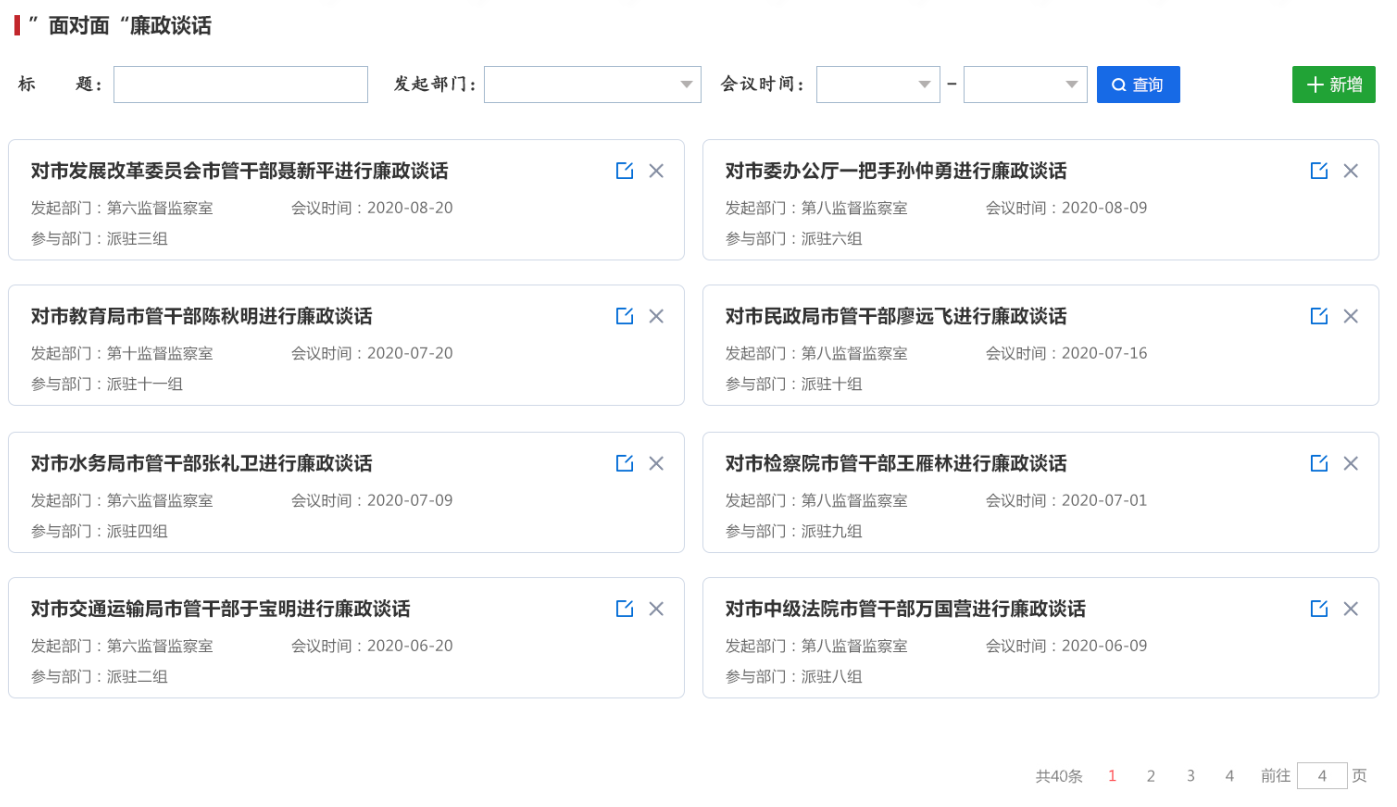 ”面对面“廉政谈话
标 题： 发起部门： 会议时间： – 查询 新增
对市发展改革委员会市管干部聂新平进行廉政谈话
发起部门：第六监督监察室 会议时间：2020-08-20
参与部门：派驻三组
对市委办公厅一把手孙仲勇进行廉政谈话
发起部门：第八监督监察室 会议时间：2020-08-09
参与部门：派驻六组
对市教育局市管干部陈秋明进行廉政谈话
发起部门：第十监督监察室 会议时间：2020-07-20
参与部门：派驻十一组
对市民政局市管干部廖远飞进行廉政谈话
发起部门：第八监督监察室 会议时间：2020-07-16
参与部门：派驻十组
对市水务局市管干部张礼卫进行廉政谈话
发起部门：第六监督监察室 会议时间：2020-07-09
参与部门：派驻四组
对市检察院市管干部王雁林进行廉政谈话
发起部门：第八监督监察室 会议时间：2020-07-01
参与部门：派驻九组
对市交通运输局市管干部于宝明进行廉政谈话
发起部门：第六监督监察室 会议时间：2020-06-20
参与部门：派驻二组
对市中级法院市管干部万国营进行廉政谈话
发起部门：第八监督监察室 会议时间：2020-06-09
参与部门：派驻八组
共40条 1 2 3 4 前往 4 页